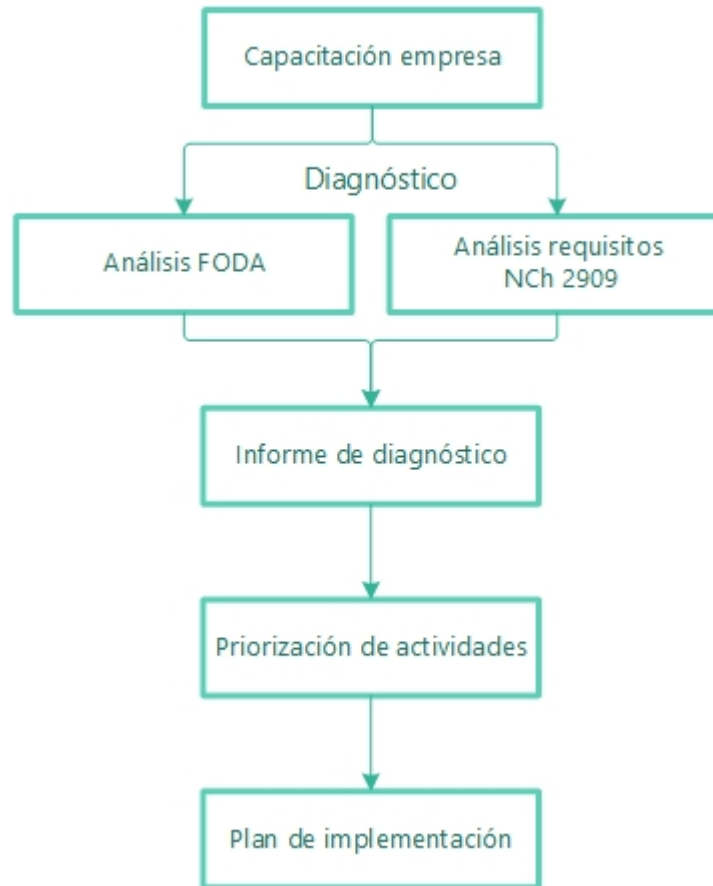 Capacitación empresa
Diagnóstico
Análisis FODA
Análisis requisitos
NCh 2909
Informe de diagnóstico
Priorización de actividades
Plan de implementación